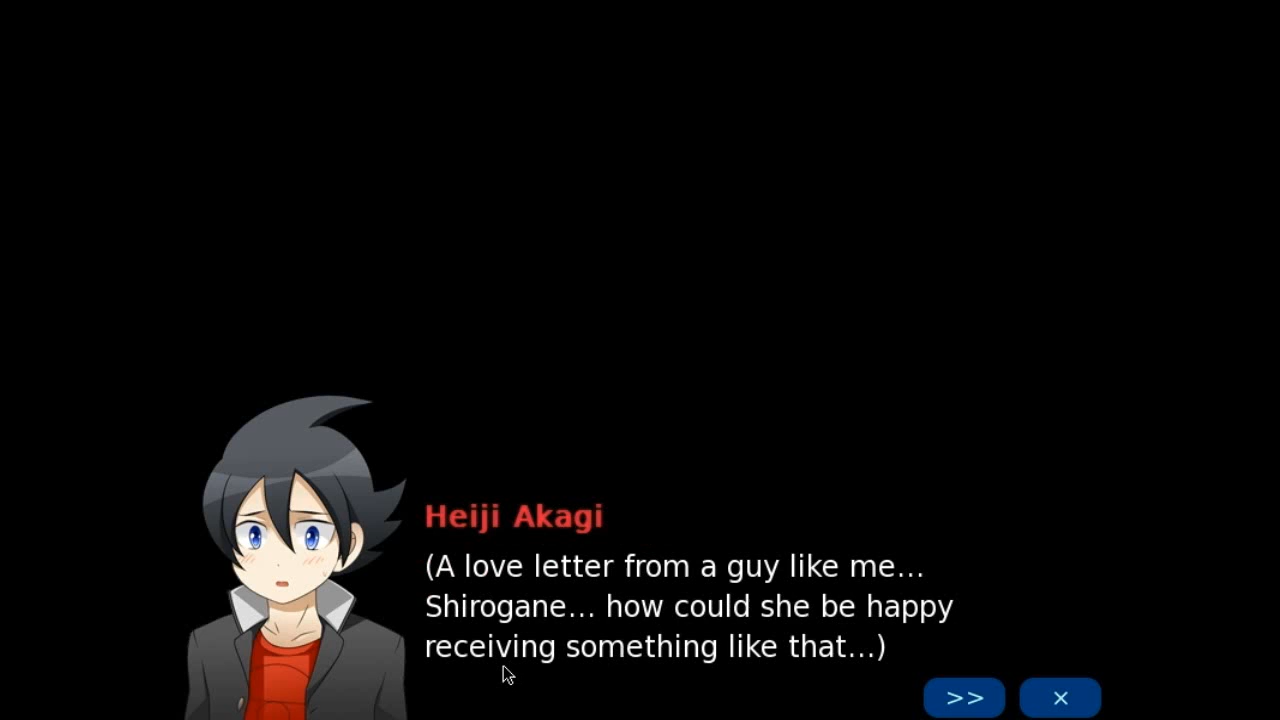 Heiji Akagi
(A love letter from a guy like me...
Shirogane... how could she be happy
receiving something like that...)
>> ×